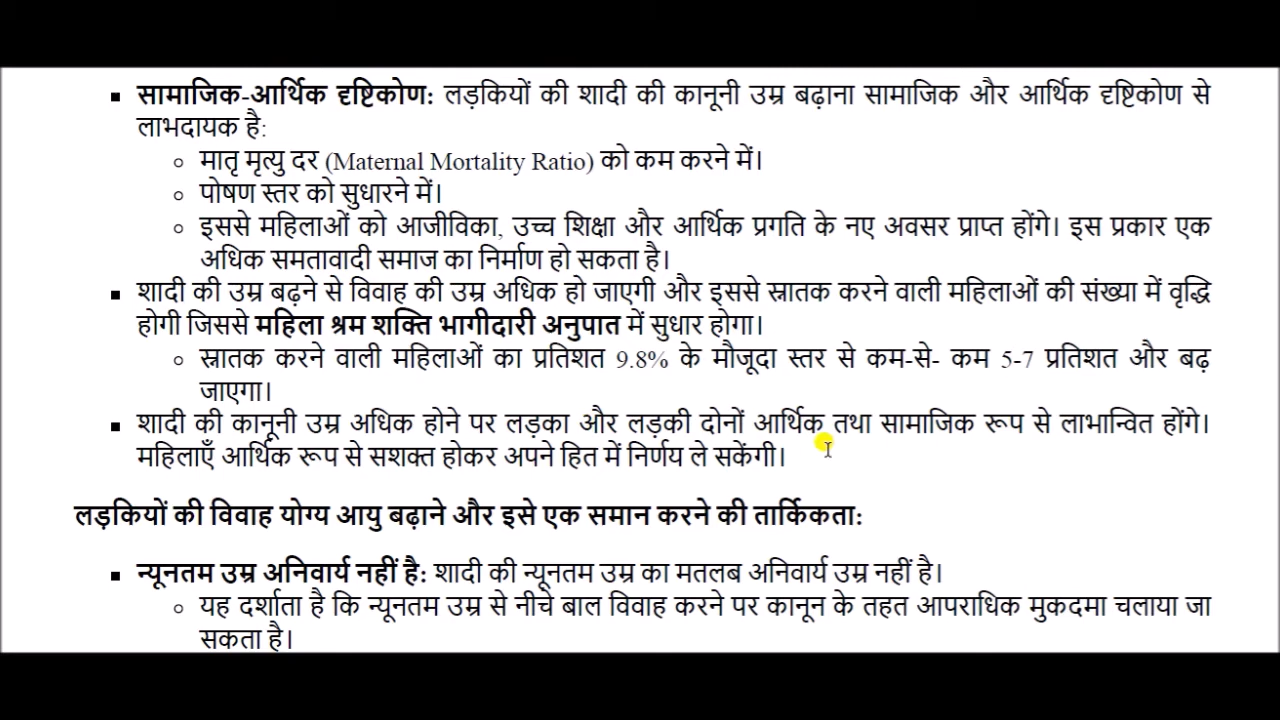 ▪ सामाजिक-आर्थिक दृष्टिकोण: लड़कियों की शादी की कानूनी उम्र बढ़ाना सामाजिक और आर्थिक दृष्टिकोण से
लाभदायक है:
○ मातृ मृत्यु दर (Maternal Mortality Ratio) को कम करने में।
○ पोषण स्तर को सुधारने में।
○ इससे महिलाओं को आजीविका, उच्च शिक्षा और आर्थिक प्रगति के नए अवसर प्राप्त होंगे। इस प्रकार एक
अधिक समतावादी समाज का निर्माण हो सकता है।
▪ शादी की उम्र बढ़ने से विवाह की उम्र अधिक हो जाएगी और इससे स्नातक करने वाली महिलाओं की संख्या में वृद्धि
होगी जिससे महिला श्रम शक्ति भागीदारी अनुपात में सुधार होगा।
○ स्नातक करने वाली महिलाओं का प्रतिशत 9.8% के मौजूदा स्तर से कम-से- कम 5-7 प्रतिशत और बढ़
जाएगा।
▪ शादी की कानूनी उम्र अधिक होने पर लड़का और लड़की दोनों आर्थिक तथा सामाजिक रूप से लाभान्वित होंगे।
महिलाएँ आर्थिक रूप से सशक्त होकर अपने हित में निर्णय ले सकेंगी।
लड़कियों की विवाह योग्य आयु बढ़ाने और इसे एक समान करने की तार्किकता:
▪ न्यूनतम उम्र अनिवार्य नहीं है: शादी की न्यूनतम उम्र का मतलब अनिवार्य उम्र नहीं है।
○ यह दर्शाता है कि न्यूनतम उम्र से नीचे बाल विवाह करने पर कानून के तहत आपराधिक मुकदमा चलाया जा
सकता है।